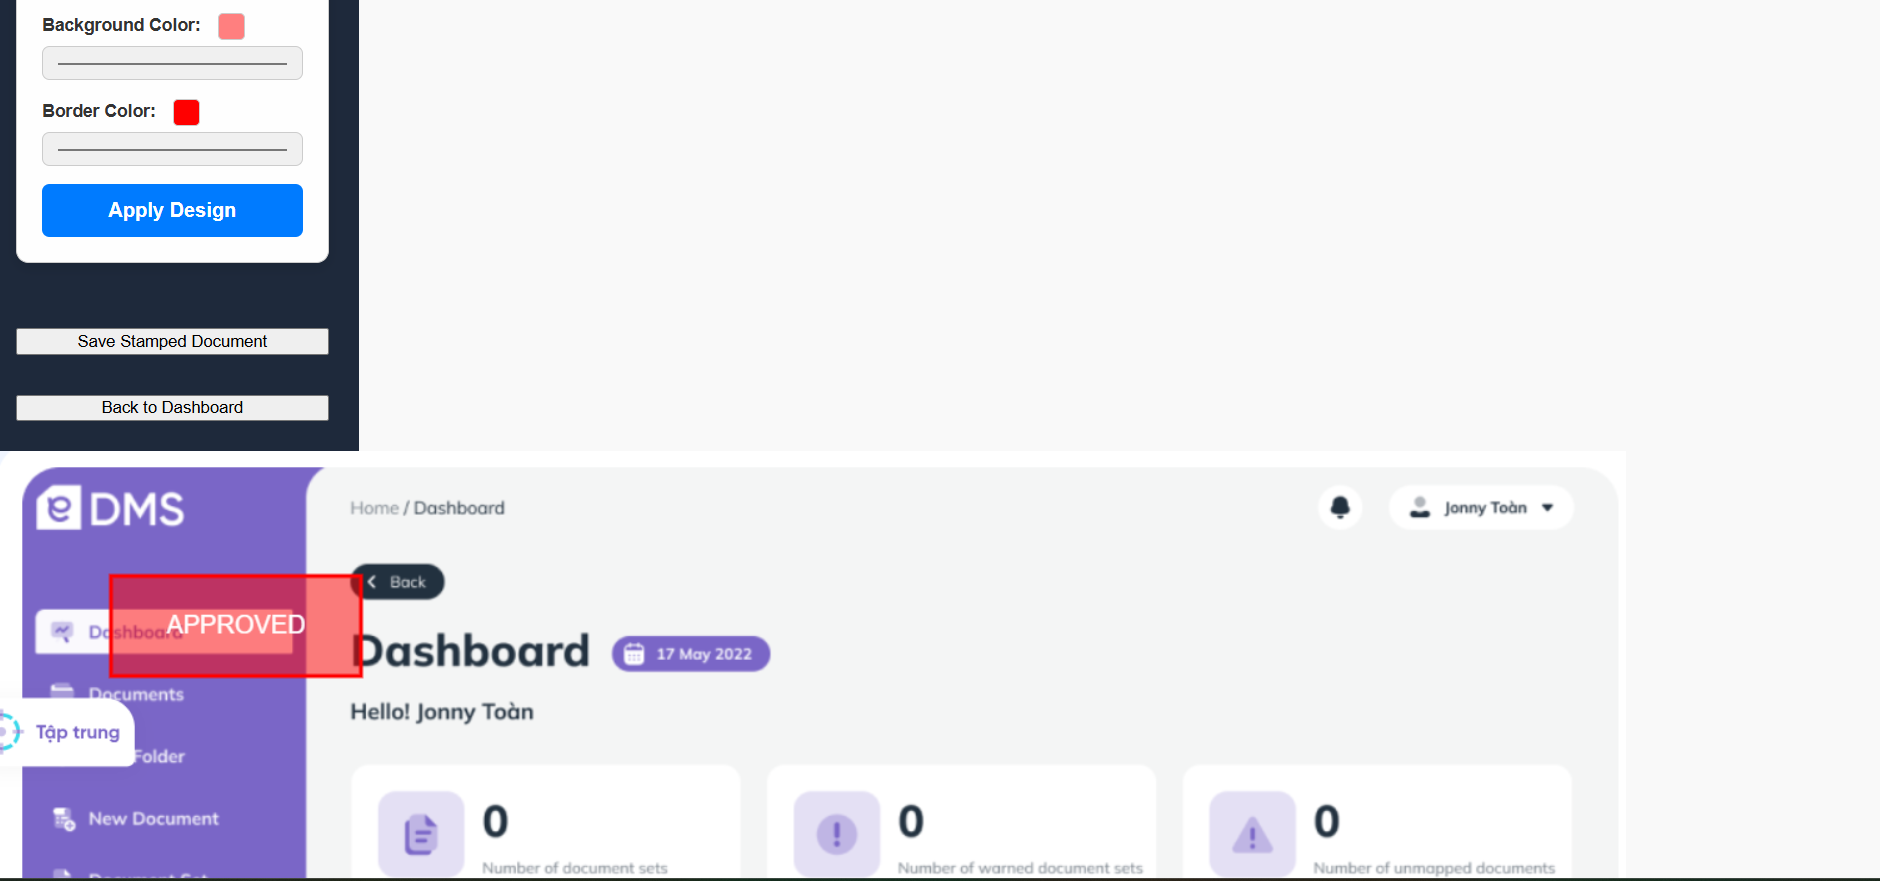 Background Color:
Border Color:
Apply Design
Save Stamped Document
Back to Dashboard
DMS
Home / Dashboard
Jonny Toàn
Back
APPROVED
Dashboard
Dashboard
17 May 2022
Documents
Hello! Jonny Toàn
Tập trung
Folder
New Document
0
Number of document sets
0
Number of warned document sets
0
Number of unmapped documents
Document Set